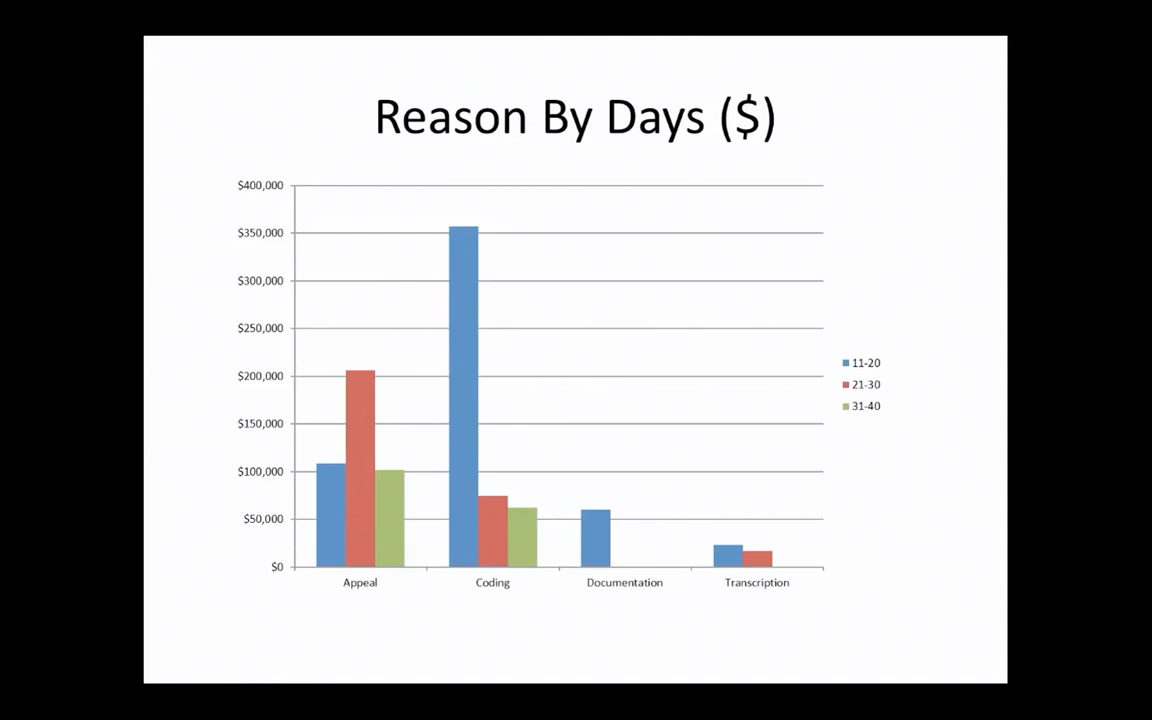 Reason By Days ($)
$400,000
$350,000
$300,000
$250,000
$200,000
$150,000
$100,000
$50,000
$0
Appeal
Coding
Documentation
Transcription
11-20
21-30
31-40